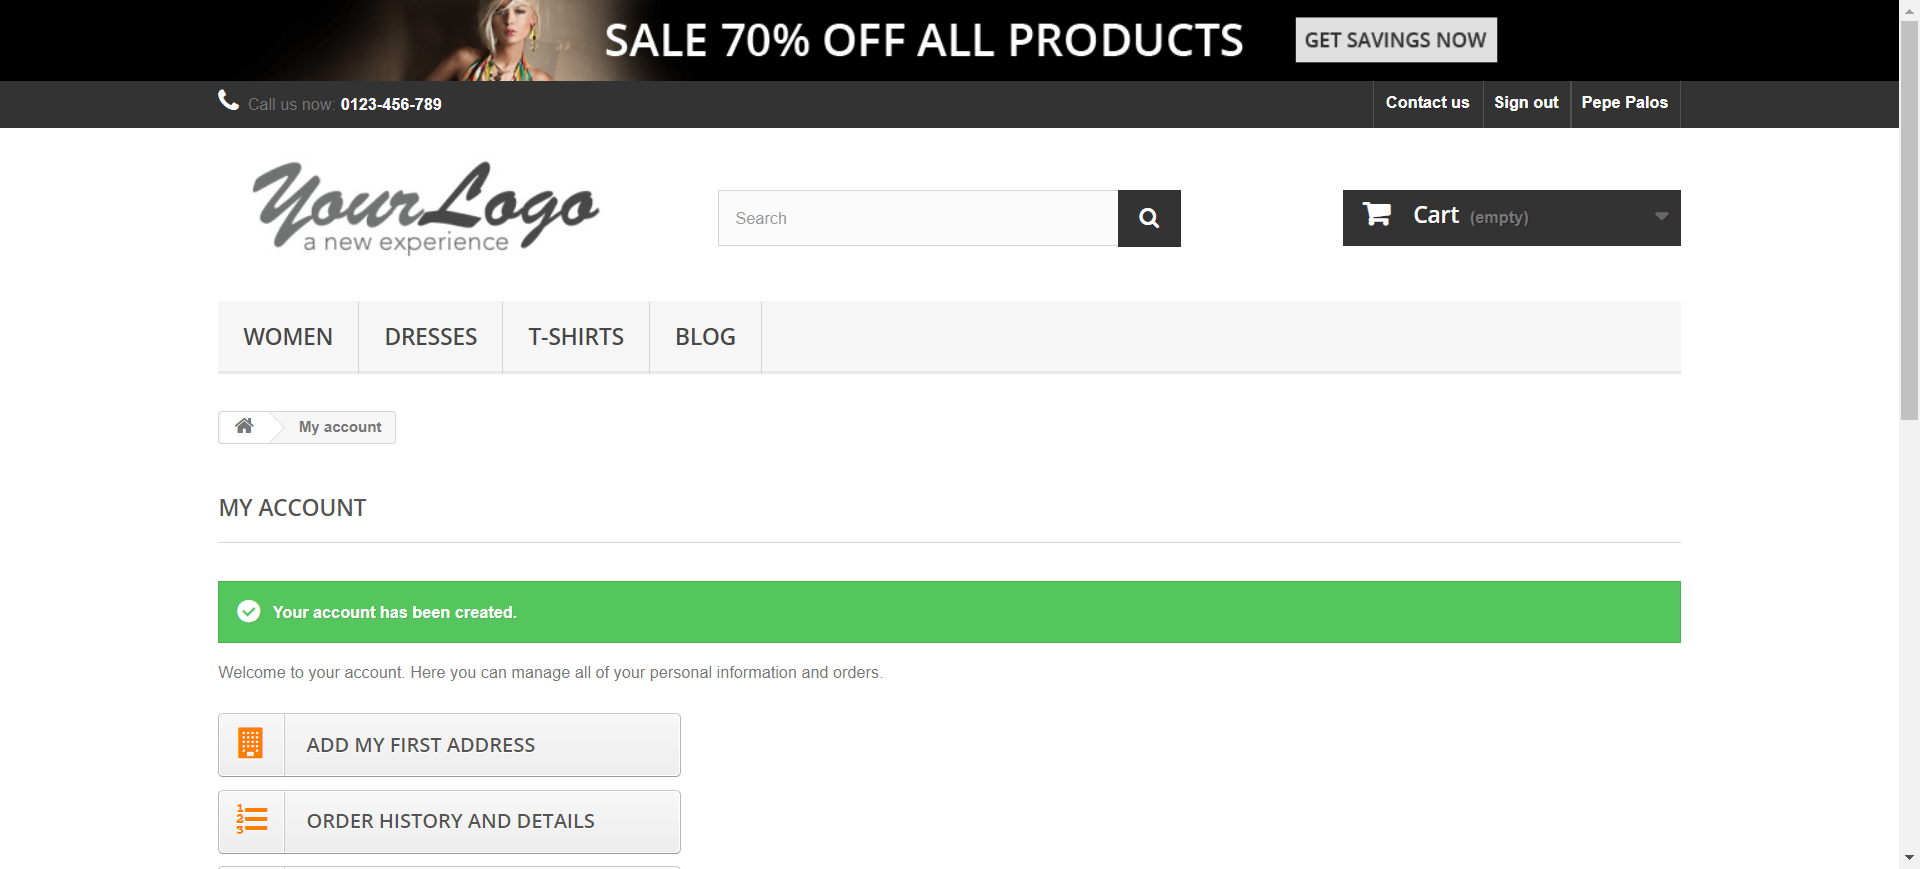 SALE 70% OFF ALL PRODUCTS GET SAVINGS NOW
Call us now: 0123-456-789 Contact us Sign out Pepe Palos
YourLogo
a new experience
Search
Cart (empty)
WOMEN DRESSES T-SHIRTS BLOG
My account
MY ACCOUNT
Your account has been created.
Welcome to your account. Here you can manage all of your personal information and orders.
ADD MY FIRST ADDRESS
1
2
3
ORDER HISTORY AND DETAILS